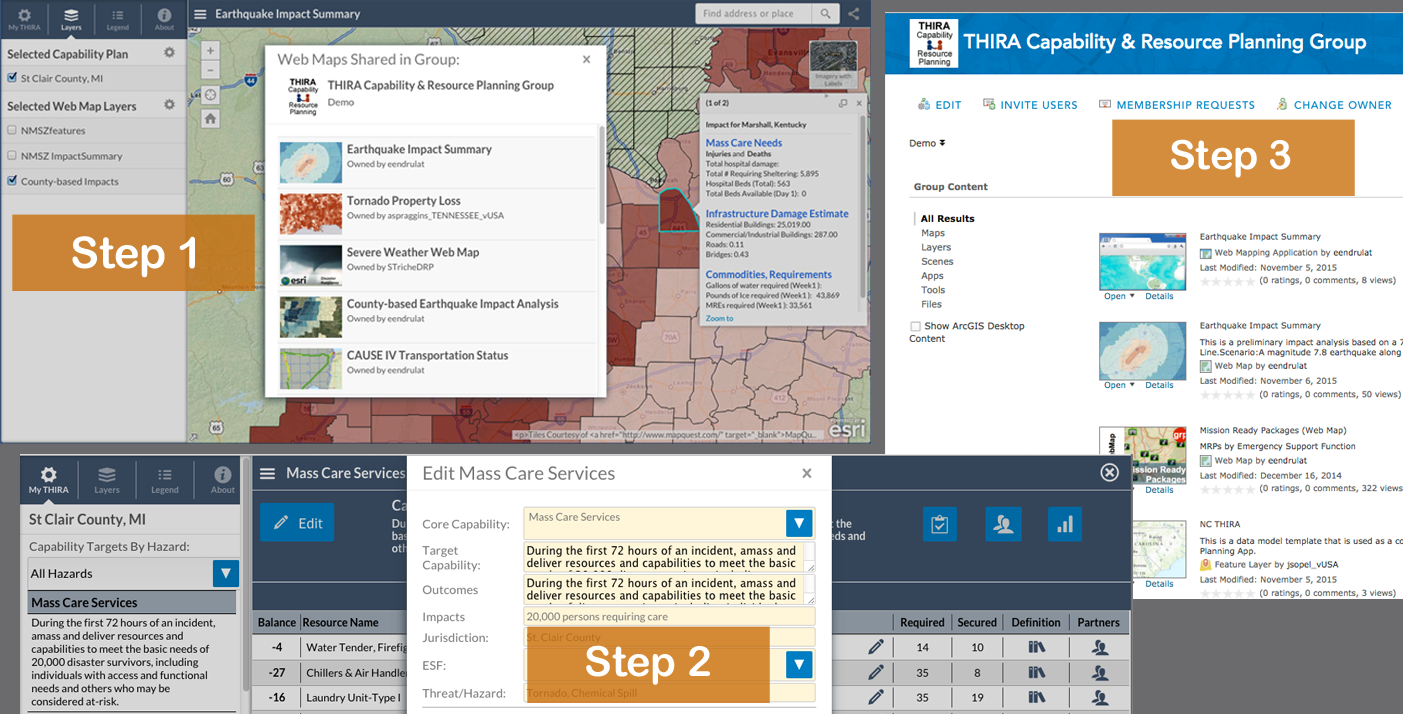 My THIRA
Layers
Legend
About
Earthquake Impact Summary
Find address or place
Selected Capability Plan
St Clair County, MI
Selected Web Map Layers
NMSZfeatures
NMSZ ImpactSummary
County-based Impacts
Step 1
Web Maps Shared in Group:
THIRA
Capability
Resource
Planning
THIRA Capability & Resource Planning Group
Demo
Earthquake Impact Summary
Owned by eendrulat
Tornado Property Loss
Owned by aspraggins_TENNESSEE_vUSA
Severe Weather Web Map
Owned by STricheDRP
esri
County-based Earthquake Impact Analysis
Owned by eendrulat
CAUSE IV Transportation Status
Owned by eendrulat
Evansville
Imagery with
Labels
(1 of 2)
Impact for Marshall, Kentucky
Mass Care Needs
Injuries and Deaths
Total hospital damage:
Total # Requiring Sheltering: 5,895
Hospital Beds (Total): 563
Total Beds Available (Day 1): 0
Infrastructure Damage Estimate
Residential Buildings: 25,019.00
Commercial/Industrial Buildings: 287.00
Roads: 0.11
Bridges: 0.43
Commodities, Requirements
Gallons of water required (Week1 ):
Pounds of Ice required (Week1 ): 43,869
MREs required (Week1 ): 33,561
Zoom to
44
63
60
65
412
<p>Tiles Courtesy of <a href="http://www.mapquest.com/" target="_blank">MapQu...
esri
THIRA
Capability
Resource
Planning
THIRA Capability & Resource Planning Group
EDIT
INVITE USERS
MEMBERSHIP REQUESTS
CHANGE OWNER
Demo
Step 3
Group Content
All Results
Maps
Layers
Scenes
Apps
Tools
Files
Show ArcGIS Desktop
Content
Earthquake Impact Summary
Web Mapping Application by eendrulat
Last Modified: November 5, 2015
(0 ratings, 0 comments, 8 views)
Open
Details
Earthquake Impact Summary
This is a preliminary impact analysis based on a 7
Line.Scenario:A magnitude 7.8 earthquake along
Web Map by eendrulat
Last Modified: November 6, 2015
(0 ratings, 0 comments, 50 views)
Open
Details
Mission Ready Packages (Web Map)
MRPs by Emergency Support Function
Web Map by eendrulat
Last Modified: December 16, 2014
(0 ratings, 0 comments, 322 views
ission Ready
Packages
Details
NC THIRA
This is a data model template that is used as a co
Planning App.
Feature Layer by jsopel_vUSA
Last Modified: November 5, 2015
(0 ratings, 0 comments, 3 views)
Details
My THIRA
Layers
Legend
About
St Clair County, MI
Capability Targets By Hazard:
All Hazards
Mass Care Services
During the first 72 hours of an incident,
amass and deliver resources and
capabilities to meet the basic needs of
20,000 disaster survivors, including
individuals with access and functional
needs and others who may be
considered at-risk.
Mass Care Services
Edit
Ca
Du
bas
oth
t the
eds and
Balance
Resource Name
Required
Secured
Definition
Partners
-4
Water Tender, Firefig
14
10
-27
Chillers & Air Handler
35
8
-16
Laundry Unit-Type I
35
19
Edit Mass Care Services
Core Capability:
Mass Care Services
Target
Capability:
During the first 72 hours of an incident, amass and
deliver resources and capabilities to meet the basic
Outcomes
During the first 72 hours of an incident, amass and
deliver resources and capabilities to meet the basic
Impacts
20,000 persons requiring care
Jurisdiction:
St. Clair County
ESF:
Step 2
Threat/Hazard:
Tornado, Chemical Spill